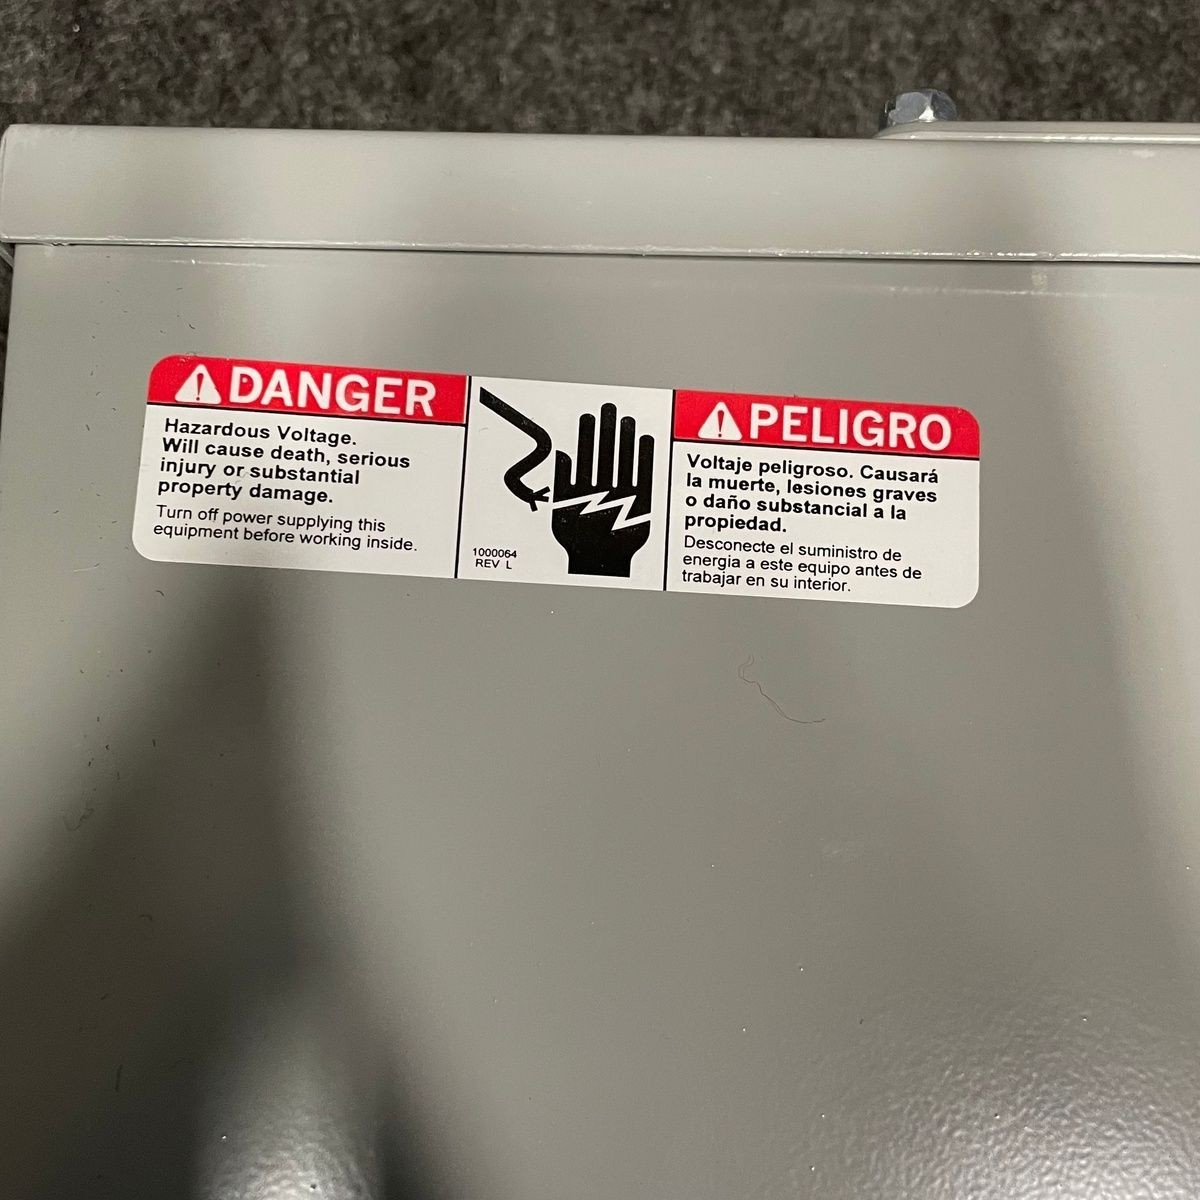 DANGER
Hazardous Voltage.
Will cause death, serious
injury or substantial
property damage.
Turn off power supplying this
equipment before working inside.
1000064
REV L
PELIGRO
Voltaje peligroso. Causará
la muerte, lesiones graves
o daño substancial a la
propiedad.
Desconecte el suministro de
energia a este equipo antes de
trabajar en su interior.